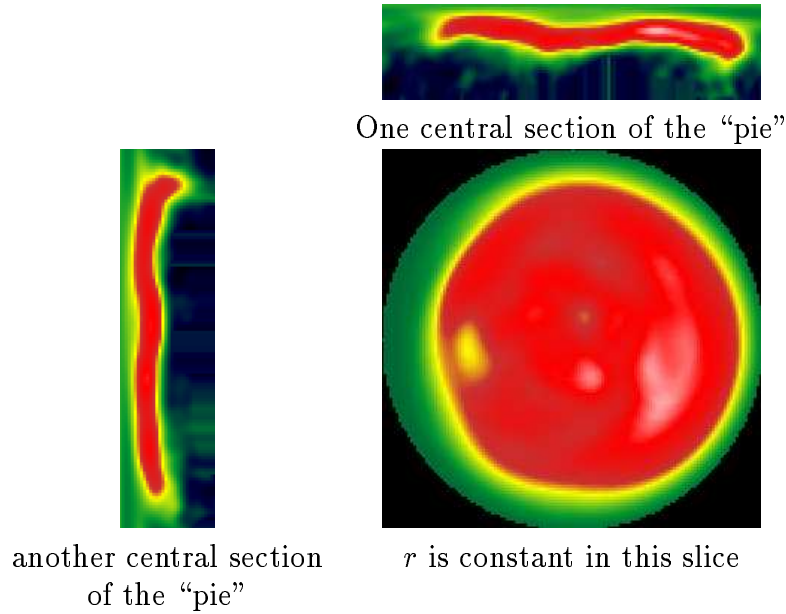 One central section of the “pie”
another central section
of the “pie”
r is constant in this slice